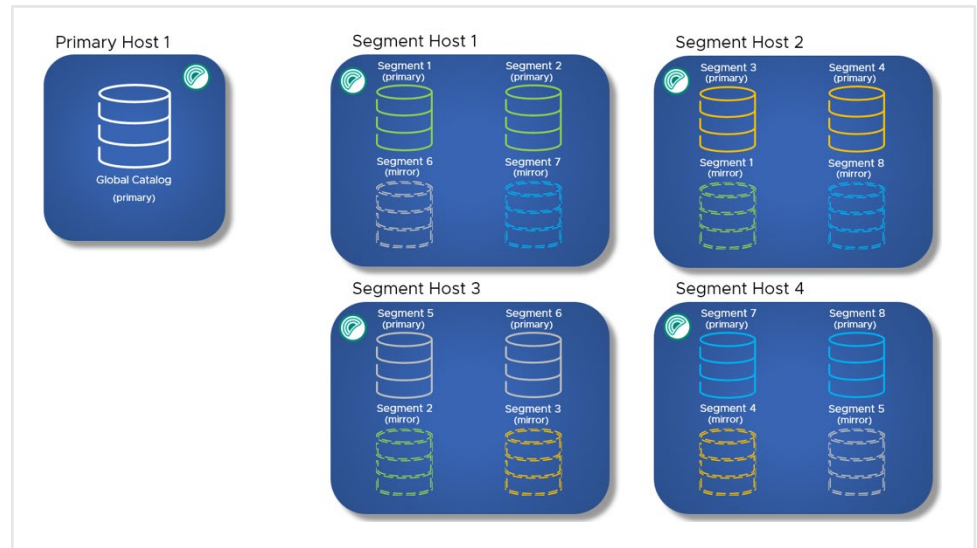 Primary Host 1
Global Catalog
(primary)
Segment Host 1
Segment 1
(primary)
Segment 2
(primary)
Segment 6
(mirror)
Segment 7
(mirror)
Segment Host 2
Segment 3
(primary)
Segment 4
(primary)
Segment 1
(mirror)
Segment 8
(mirror)
Segment Host 3
Segment 5
(primary)
Segment 6
(primary)
Segment 2
(mirror)
Segment 3
(mirror)
Segment Host 4
Segment 7
(primary)
Segment 8
(primary)
Segment 4
(mirror)
Segment 5
(mirror)